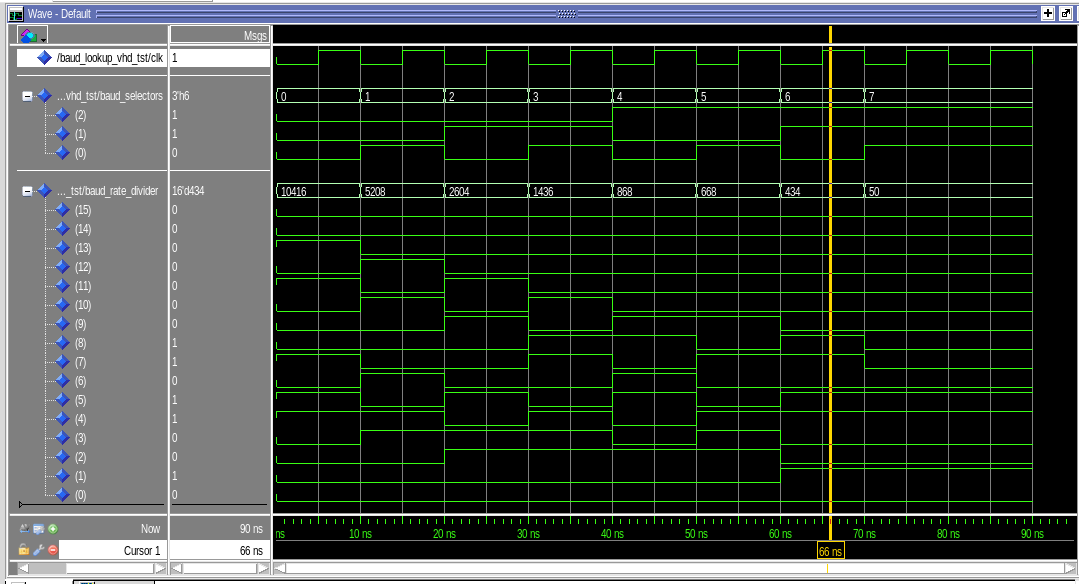 Wave - Default
Msgs
/baud_lookup_vhd_tst/clk 1
...vhd_tst/baud_selectors 3'h6 0 1 2 3 4 5 6 7
(2) 1
(1) 1
(0) 0
..._tst/baud_rate_divider 16'd434 10416 5208 2604 1436 868 668 434 50
(15) 0
(14) 0
(13) 0
(12) 0
(11) 0
(10) 0
(9) 0
(8) 1
(7) 1
(6) 0
(5) 1
(4) 1
(3) 0
(2) 0
(1) 1
(0) 0
Now 90 ns ns 10 ns 20 ns 30 ns 40 ns 50 ns 60 ns 70 ns 80 ns 90 ns
Cursor 1 66 ns 66 ns